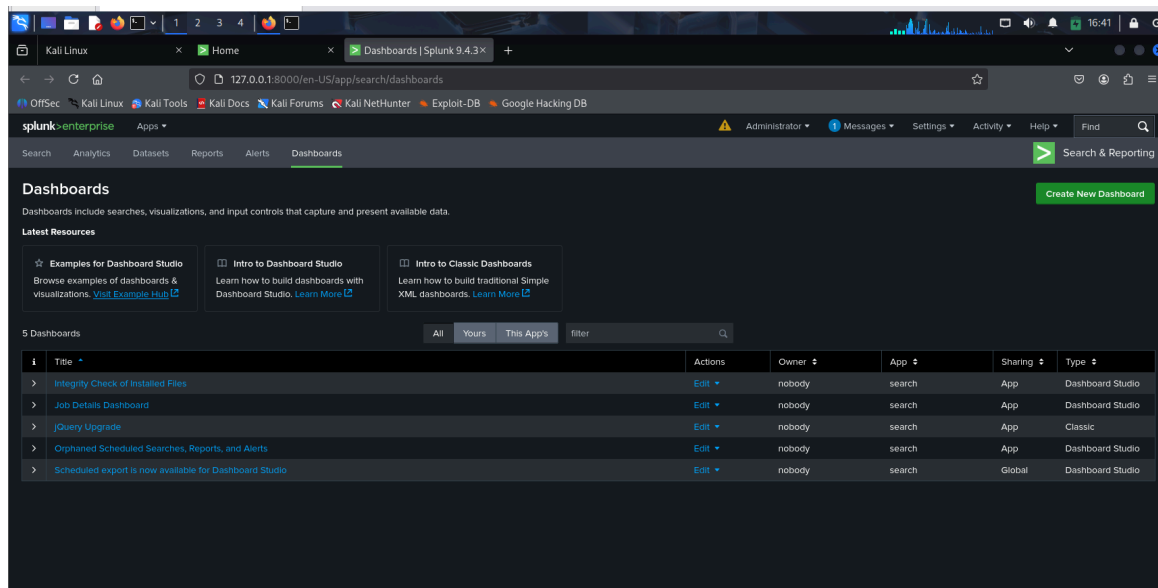 1 2 3 4 16:41
Kali Linux × Home × Dashboards | Splunk 9.4.3 × +
127.0.0.1:8000/en-US/app/search/dashboards
OffSec Kali Linux Kali Tools Kali Docs Kali Forums Kali NetHunter Exploit-DB Google Hacking DB
splunk>enterprise Apps Administrator 1 Messages Settings Activity Help Find
Search Analytics Datasets Reports Alerts Dashboards Search & Reporting
Dashboards
Create New Dashboard
Dashboards include searches, visualizations, and input controls that capture and present available data.
Latest Resources
Examples for Dashboard Studio
Browse examples of dashboards &
visualizations. Visit Example Hub
Intro to Dashboard Studio
Learn how to build dashboards with
Dashboard Studio. Learn More
Intro to Classic Dashboards
Learn how to build traditional Simple
XML dashboards. Learn More
5 Dashboards All Yours This App's filter
i Title Actions Owner App Sharing Type
Integrity Check of Installed Files Edit nobody search App Dashboard Studio
Job Details Dashboard Edit nobody search App Dashboard Studio
jQuery Upgrade Edit nobody search App Classic
Orphaned Scheduled Searches, Reports, and Alerts Edit nobody search App Dashboard Studio
Scheduled export is now available for Dashboard Studio Edit nobody search Global Dashboard Studio